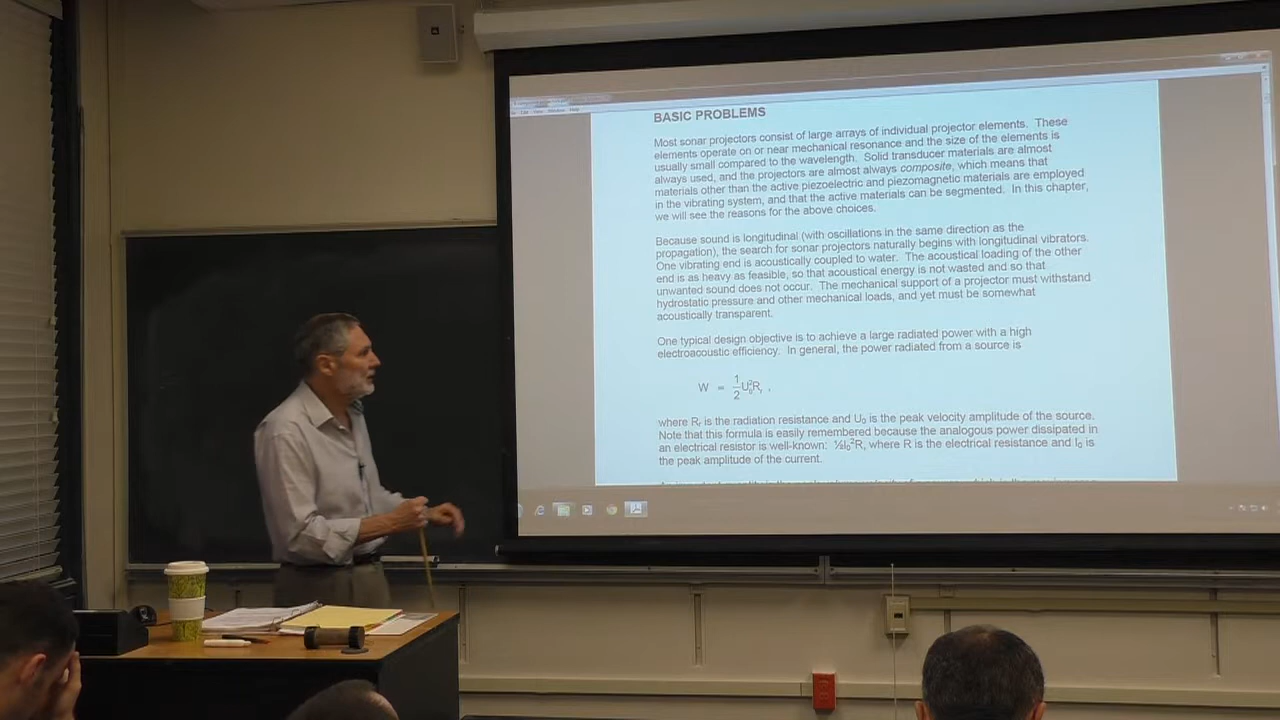 BASIC PROBLEMS
Most sonar projectors consist of large arrays of individual projector elements. These
elements operate on or near mechanical resonance and the size of the elements is
usually small compared to the wavelength. Solid transducer materials are almost
always used, and the projectors are almost always composite, which means that
materials other than the active piezoelectric and piezomagnetic materials are employed
in the vibrating system, and that the active materials can be segmented. In this chapter,
we will see the reasons for the above choices.
Because sound is longitudinal (with oscillations in the same direction as the
propagation), the search for sonar projectors naturally begins with longitudinal vibrators.
One vibrating end is acoustically coupled to water. The acoustical loading of the other
end is as heavy as feasible, so that acoustical energy is not wasted and so that
unwanted sound does not occur. The mechanical support of a projector must withstand
hydrostatic pressure and other mechanical loads, and yet must be somewhat
acoustically transparent.
One typical design objective is to achieve a large radiated power with a high
electroacoustic efficiency. In general, the power radiated from a source is
W = 1/2 U₀²Rᵣ ,
where Rᵣ is the radiation resistance and U₀ is the peak velocity amplitude of the source.
Note that this formula is easily remembered because the analogous power dissipated in
an electrical resistor is well-known: ½I₀²R, where R is the electrical resistance and I₀ is
the peak amplitude of the current.